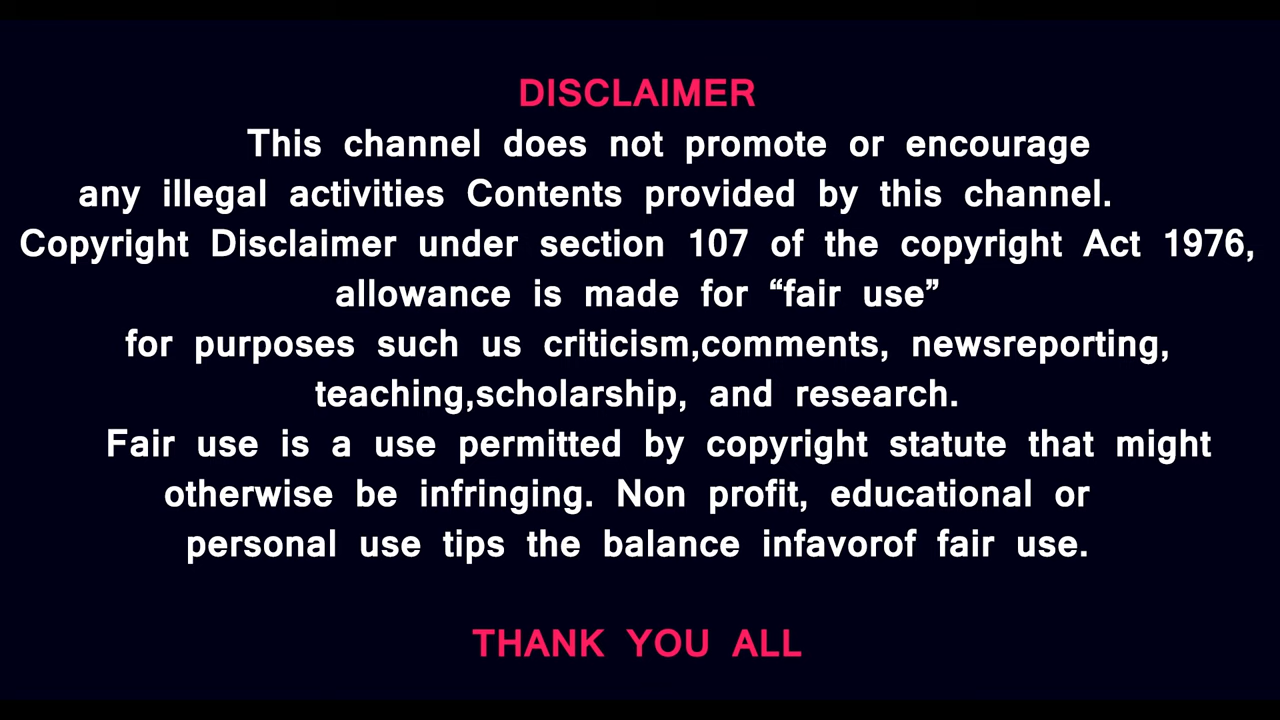 DISCLAIMER
This channel does not promote or encourage
any illegal activities Contents provided by this channel.
Copyright Disclaimer under section 107 of the copyright Act 1976,
allowance is made for “fair use”
for purposes such us criticism,comments, newsreporting,
teaching,scholarship, and research.
Fair use is a use permitted by copyright statute that might
otherwise be infringing. Non profit, educational or
personal use tips the balance infavorof fair use.
THANK YOU ALL